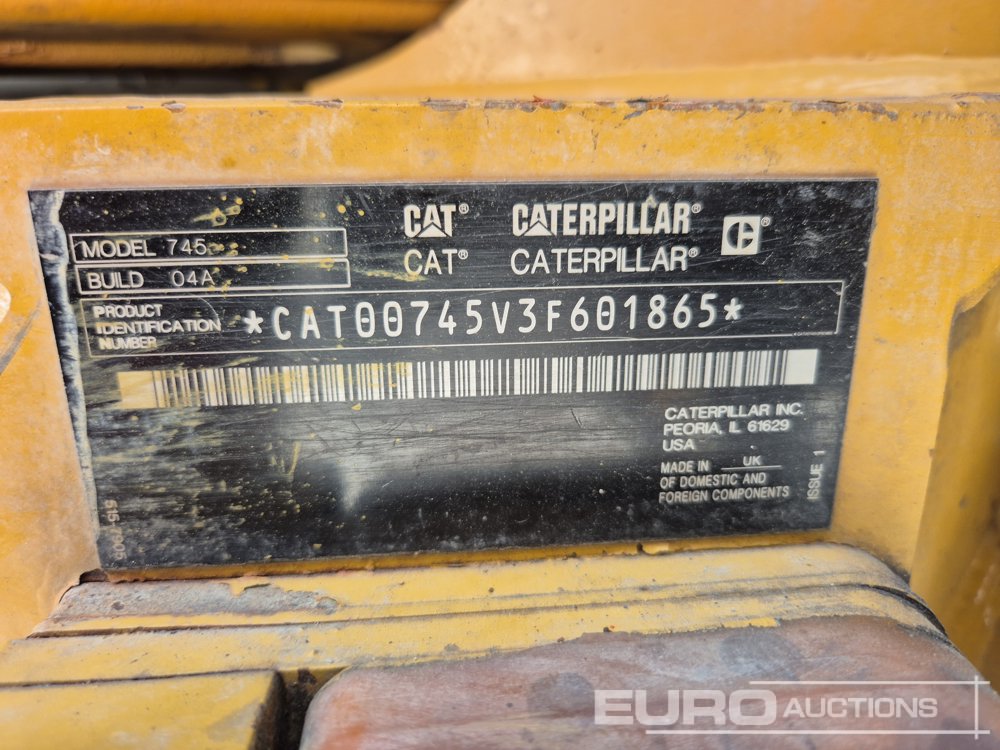 CAT® CATERPILLAR® ®
CAT® CATERPILLAR®
MODEL 745
BUILD 04A
PRODUCT
IDENTIFICATION
NUMBER
*CAT00745V3F601865*
CATERPILLAR INC.
PEORIA, IL 61629
USA
MADE IN UK
OF DOMESTIC AND
FOREIGN COMPONENTS
ISSUE 1
EURO AUCTIONS